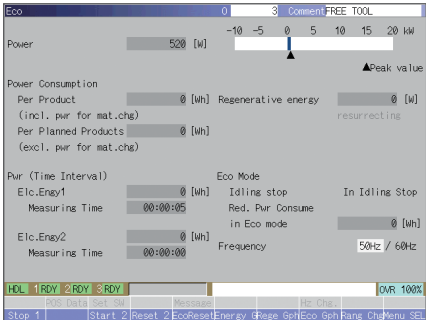 Eco 0 3 Comment FREE TOOL
-10 -5 0 5 10 15 20 kW
Power 520 [W]
▲Peak value
Power Consumption
Per Product 0 [Wh] Regenerative energy 0 [W]
(incl. pwr for mat.chg) resurrecting
Per Planned Products 0 [Wh]
(excl. pwr for mat.chg)
Pwr (Time Interval) Eco Mode
Elc.Engy1 0 [Wh] Idling stop In Idling Stop
Measuring Time 00:00:05 Red. Pwr Consume
in Eco mode 0 [Wh]
Elc.Engy2 0 [Wh] Frequency 50Hz / 60Hz
Measuring Time 00:00:00
HDL 1 RDY 2 RDY 3 RDY OVR 100%
POS Data Set SW Message Hz Chg.
Stop 1 Start 2 Reset 2 EcoReset Energy G Rege Gph Eco Gph Rang Chg Menu SEL